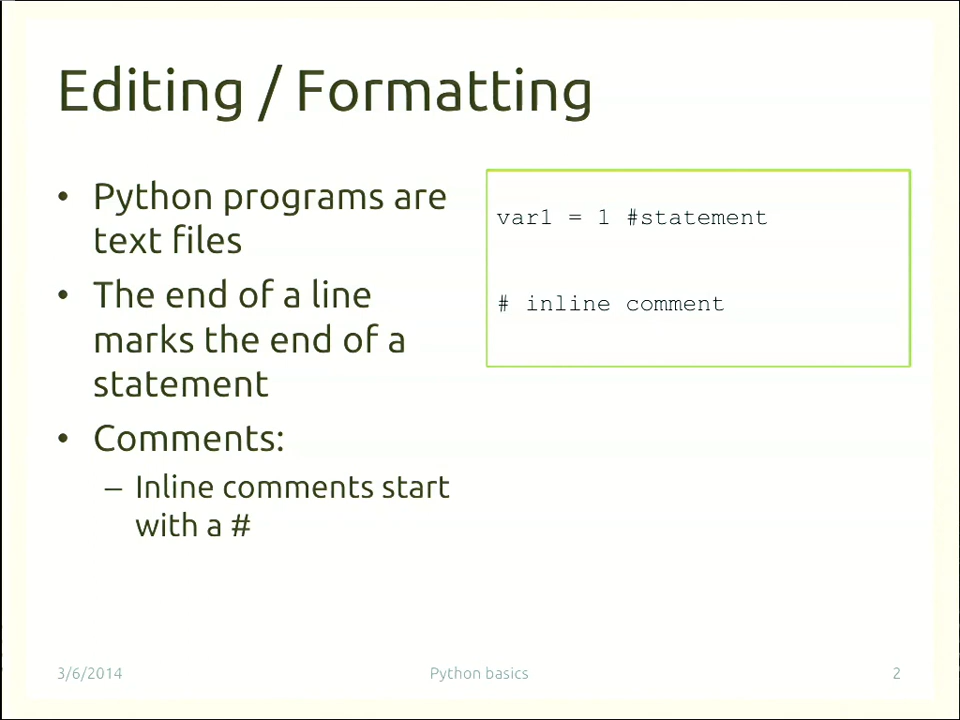 Editing / Formatting
• Python programs are
text files
• The end of a line
marks the end of a
statement
• Comments:
– Inline comments start
with a #
var1 = 1 #statement
# inline comment
3/6/2014
Python basics
2